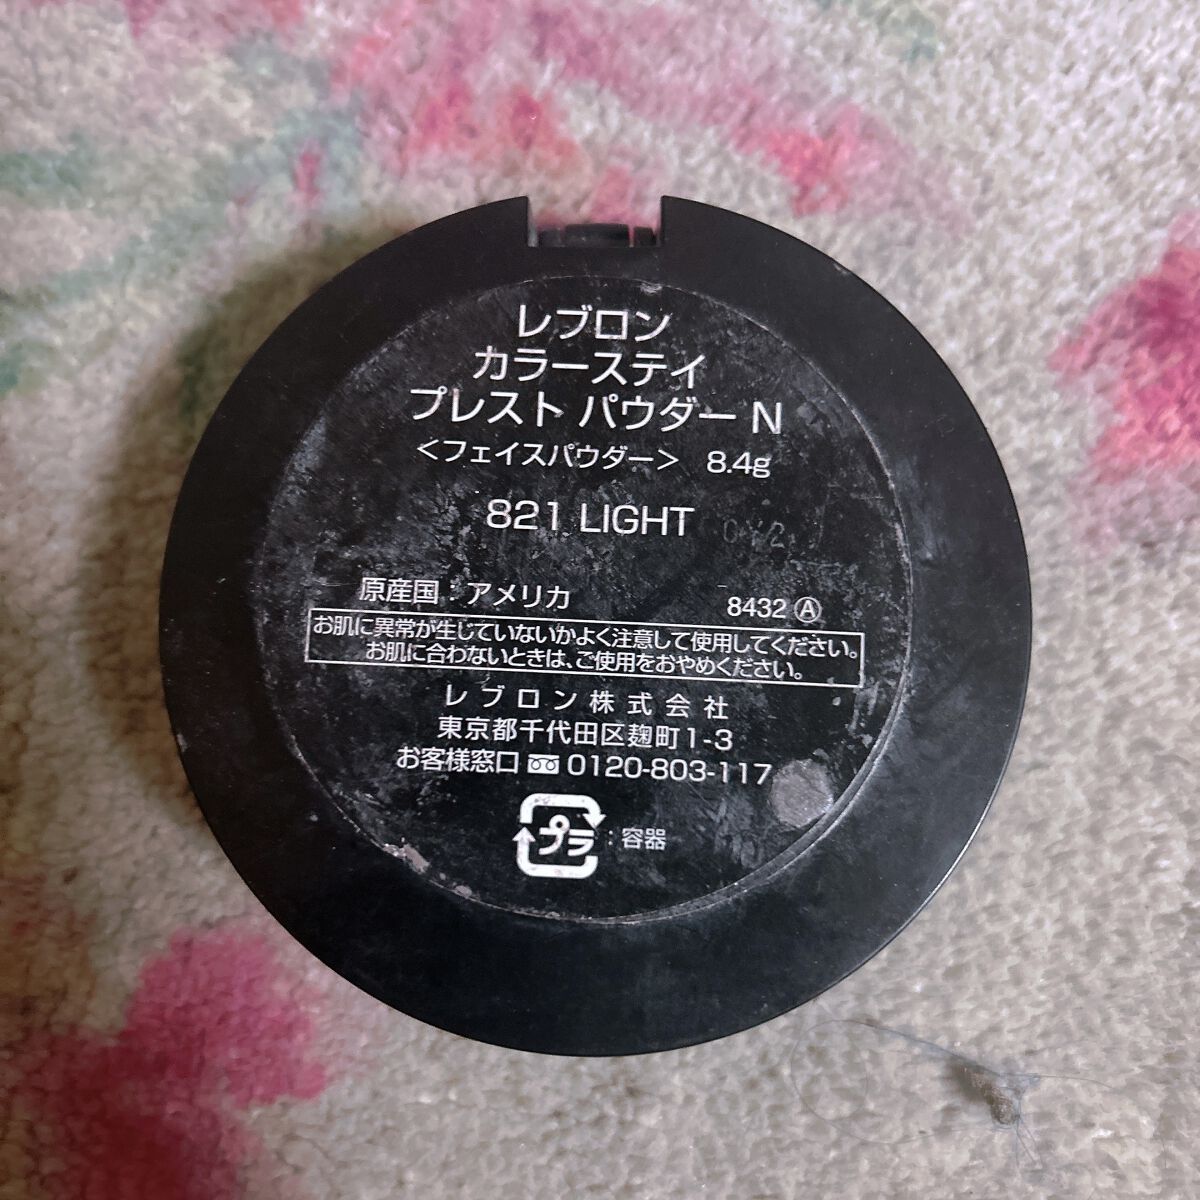 レブロン
カラーステイ
プレスト パウダー N
<フェイスパウダー> 8.4g
821 LIGHT
原産国:アメリカ 8432 Ⓐ
お肌に異常が生じていないかよく注意して使用してください。
お肌に合わないときは、ご使用をおやめください。
レブロン株式会社
東京都千代田区麹町1-3
お客様窓口 0120-803-117
プラ :容器